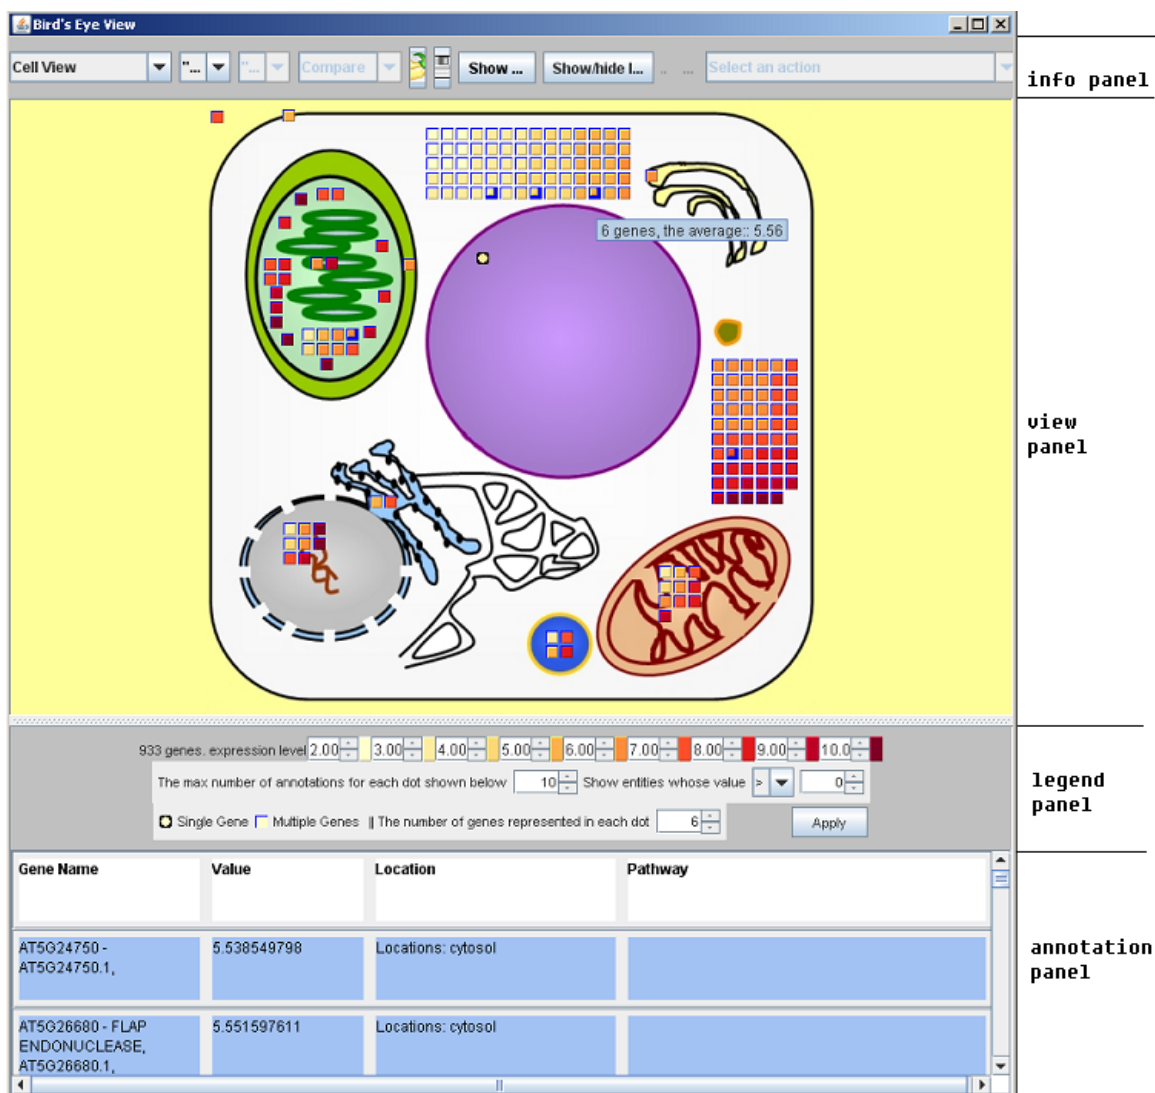 Bird's Eye View
Cell View "... "... Compare Show ... Show/hide I... .. ... Select an action
info panel
6 genes, the average:: 5.56
view
panel
933 genes. expression level 2.00 3.00 4.00 5.00 6.00 7.00 8.00 9.00 10.0
The max number of annotations for each dot shown below 10 Show entities whose value > 0
legend
panel
Single Gene Multiple Genes || The number of genes represented in each dot 6 Apply
Gene Name Value Location Pathway
AT5G24750 - 5.538549798 Locations: cytosol
AT5G24750.1,
annotation
panel
AT5G26680 - FLAP 5.551597611 Locations: cytosol
ENDONUCLEASE,
AT5G26680.1,